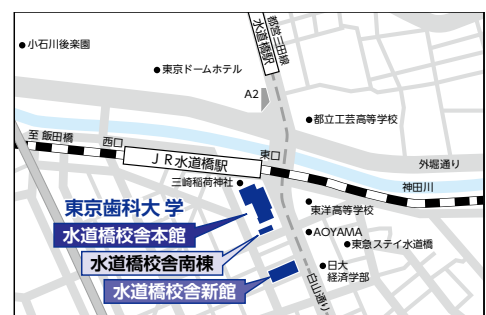 小石川後楽園
東京ドームホテル
都営三田線
水道橋駅
A2
都立工芸高等学校
外堀通り
至 飯田橋
西口
JR水道橋駅
東口
神田川
三崎稲荷神社
東京歯科大学
水道橋校舎本館
水道橋校舎南棟
水道橋校舎新館
東洋高等学校
AOYAMA
東急ステイ水道橋
日大
経済学部
白山通り